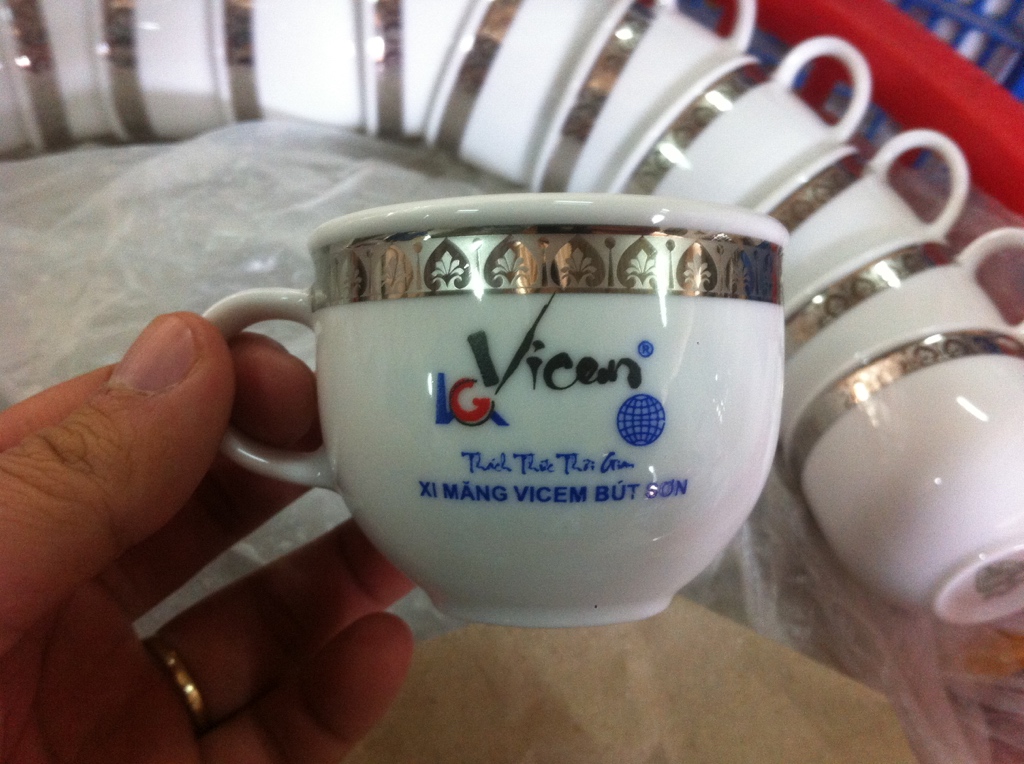 Vicem ®
Thách Thức Thời Gian
XI MĂNG VICEM BÚT SƠN